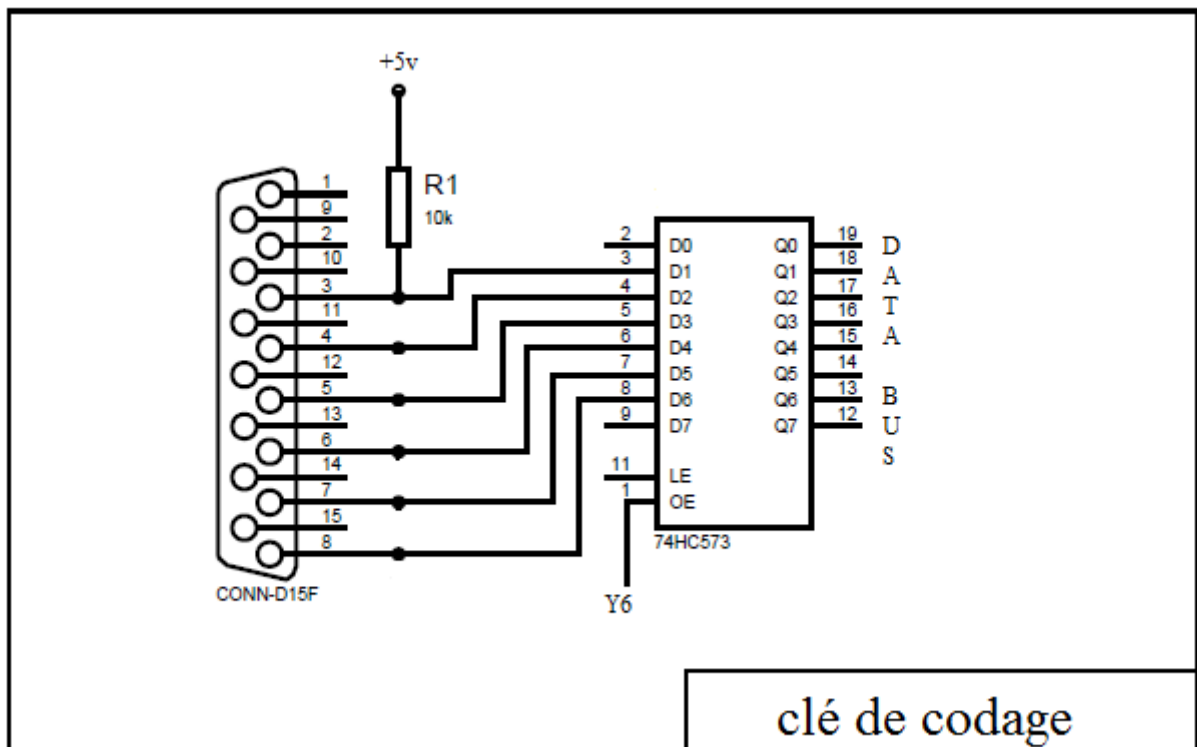 +5v
R1
10k
1
9
2
10
3
11
4
12
5
13
6
14
7
15
8
CONN-D15F
2 D0 Q0 19
3 D1 Q1 18
4 D2 Q2 17
5 D3 Q3 16
6 D4 Q4 15
7 D5 Q5 14
8 D6 Q6 13
9 D7 Q7 12
11 LE
1 OE
74HC573
Y6
DATA BUS
clé de codage